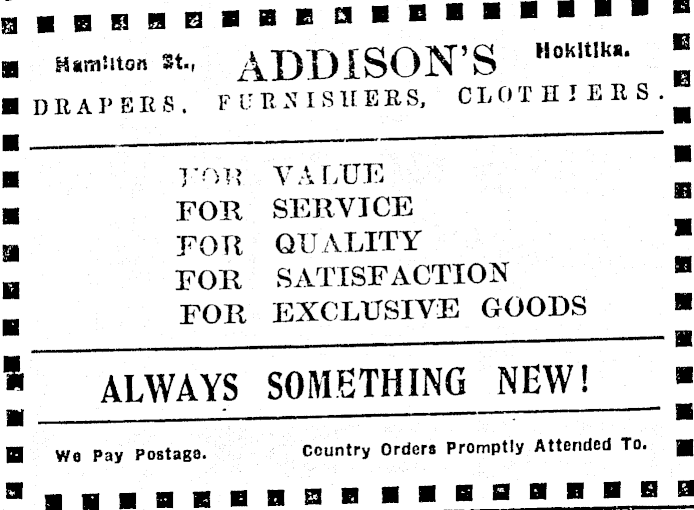 Hamilton St., ADDISON'S Hokitika.
DRAPERS, FURNISHERS, CLOTHIERS.
FOR VALUE
FOR SERVICE
FOR QUALITY
FOR SATISFACTION
FOR EXCLUSIVE GOODS
ALWAYS SOMETHING NEW!
We Pay Postage. Country Orders Promptly Attended To.